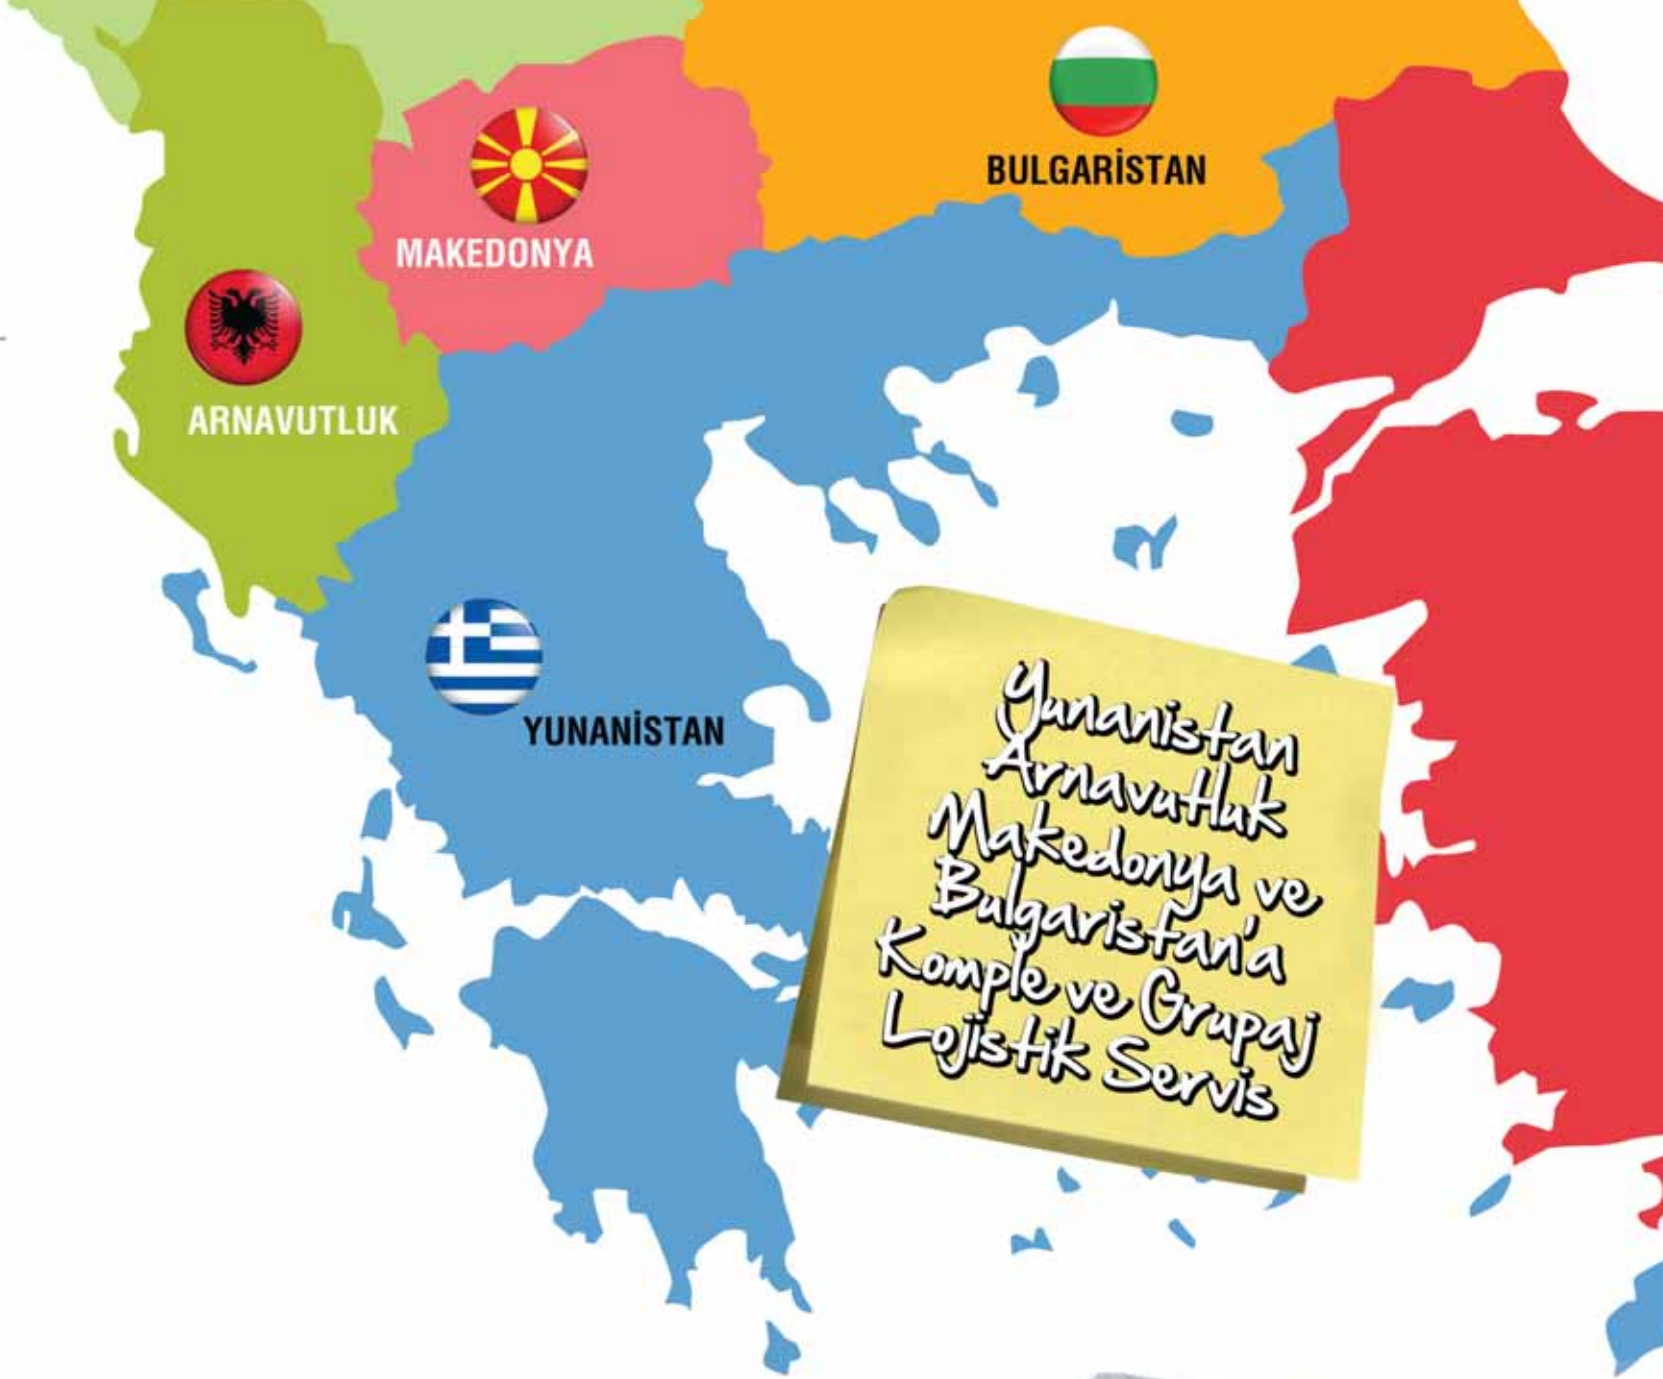 BULGARİSTAN
MAKEDONYA
ARNAVUTLUK
YUNANİSTAN
Yunanistan
Arnavutluk
Makedonya ve
Bulgaristan'a
Komple ve Grupaj
Lojistik Servis